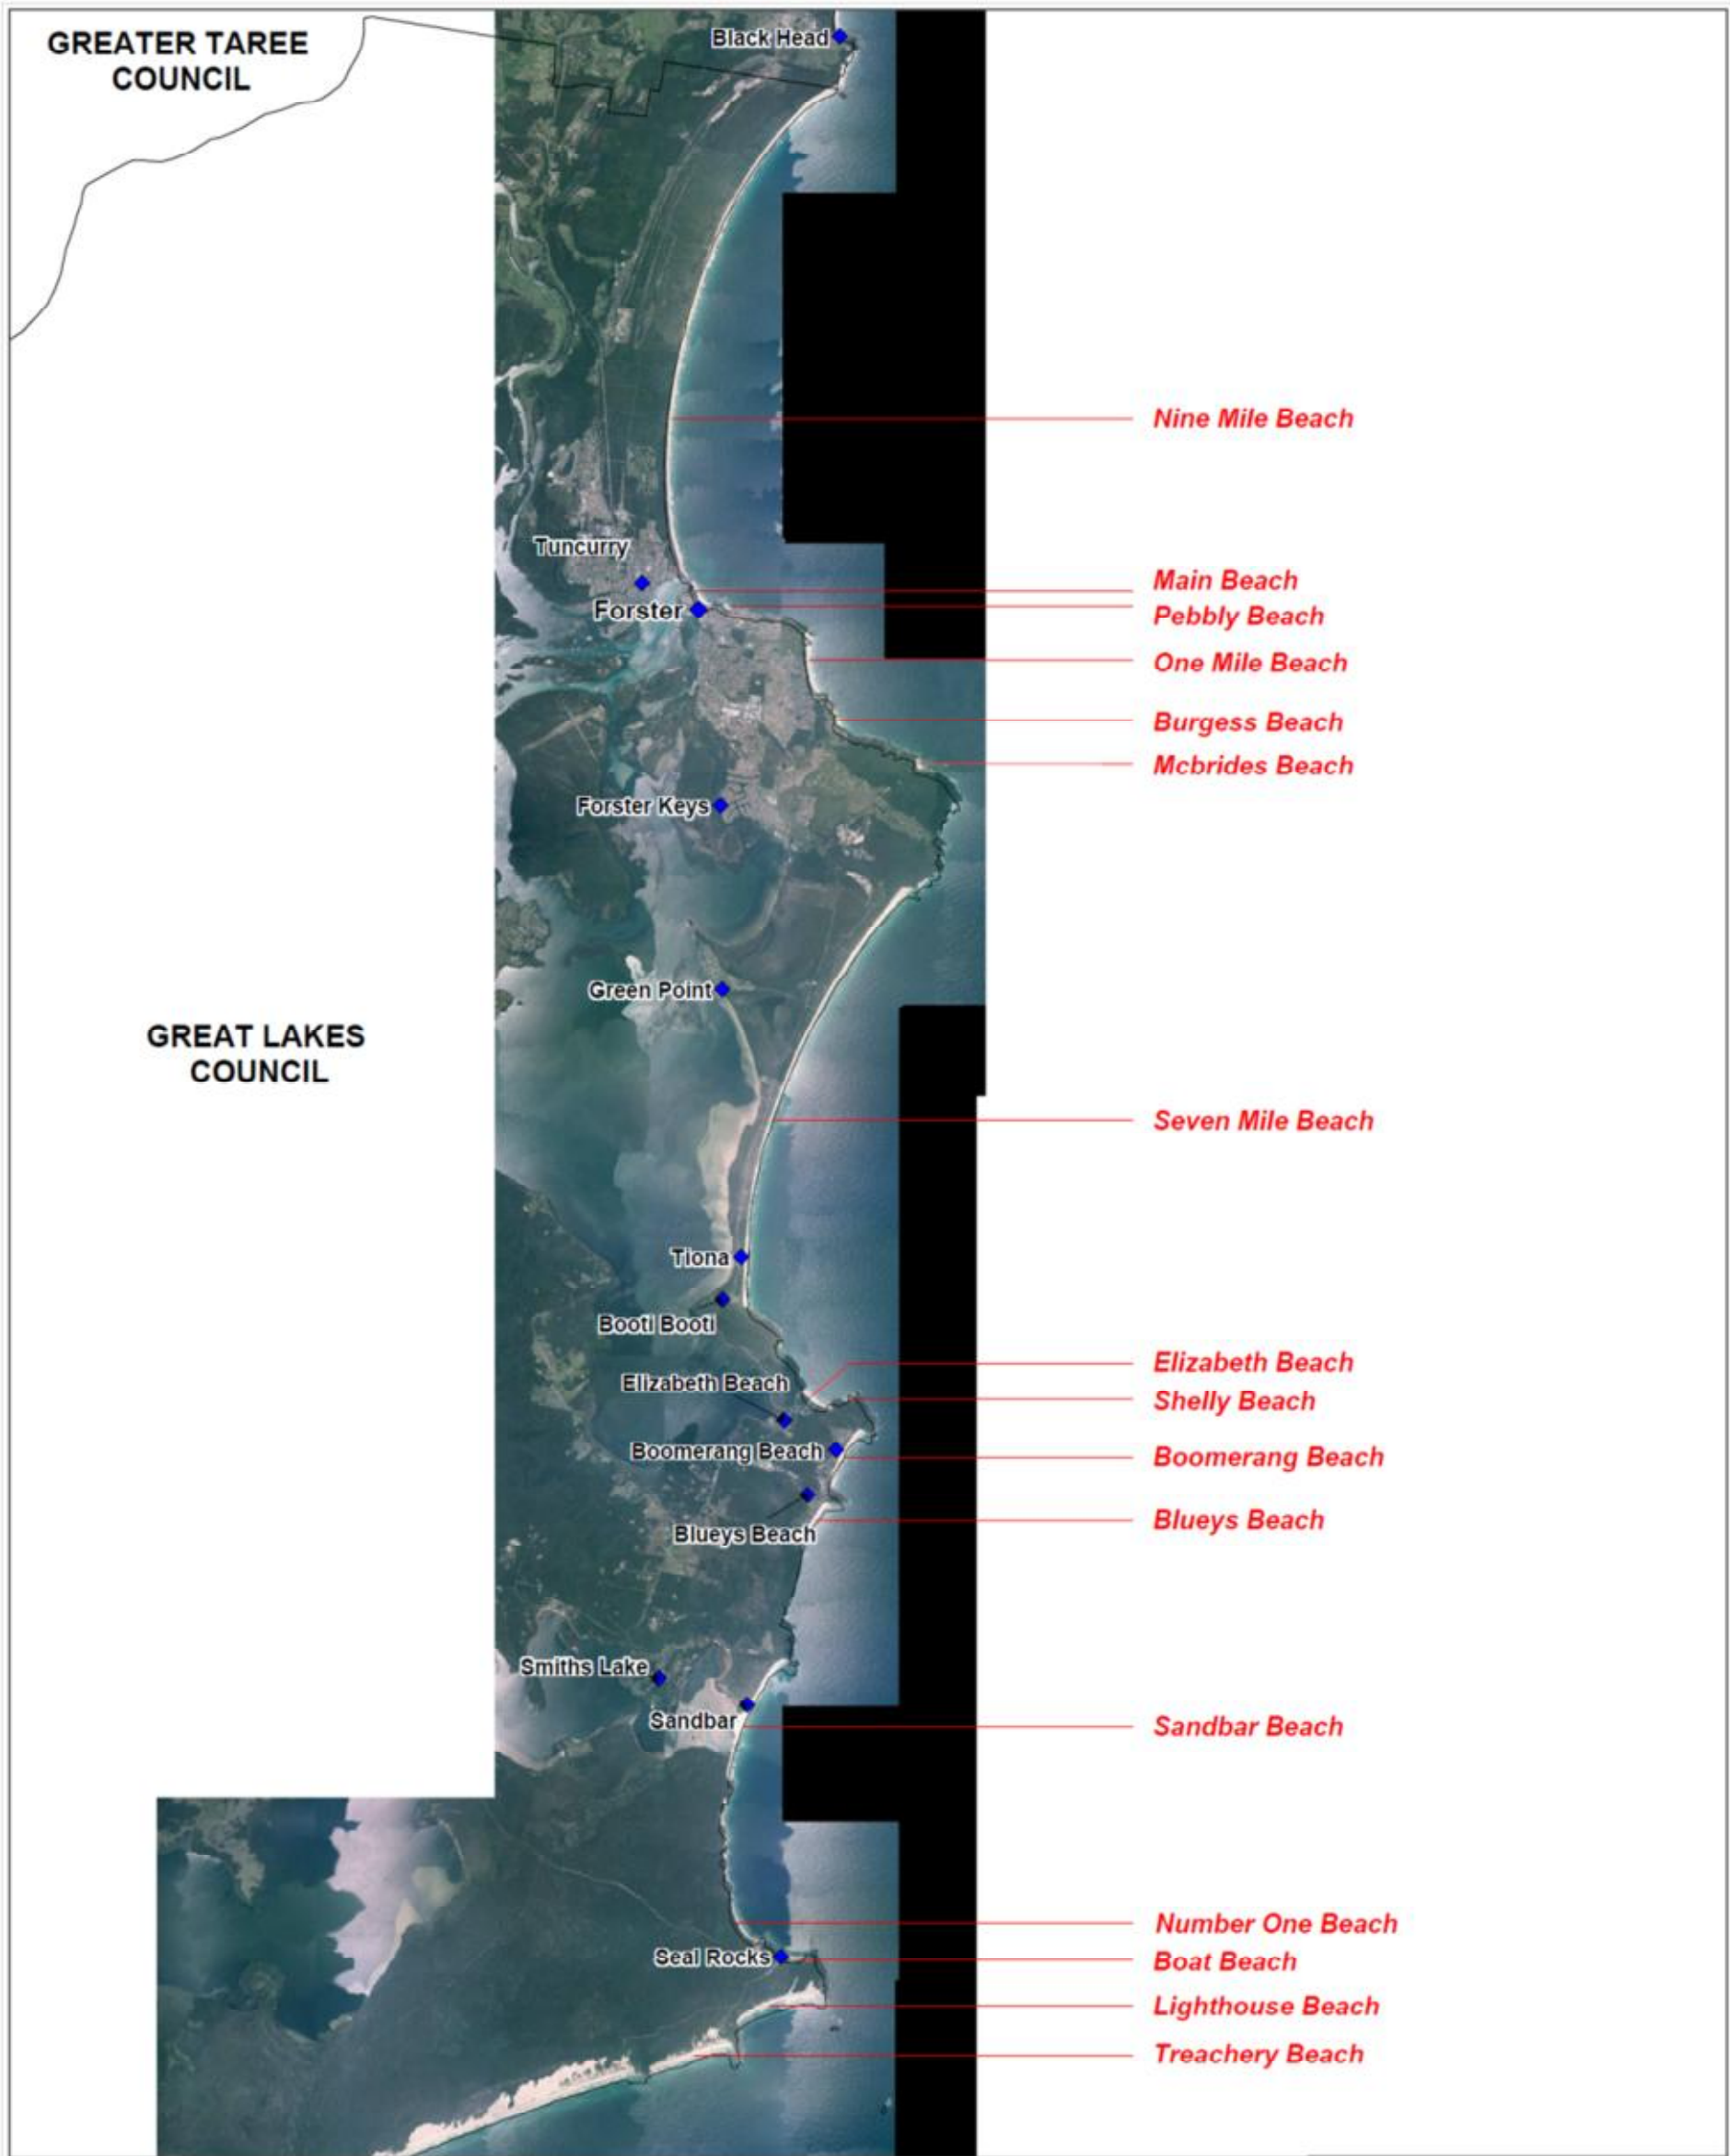 GREATER TAREE
COUNCIL
Black Head
Nine Mile Beach
Tuncurry
Main Beach
Forster
Pebbly Beach
One Mile Beach
Burgess Beach
Mcbrides Beach
Forster Keys
Green Point
GREAT LAKES
COUNCIL
Seven Mile Beach
Tiona
Booti Booti
Elizabeth Beach
Elizabeth Beach
Shelly Beach
Boomerang Beach
Boomerang Beach
Blueys Beach
Blueys Beach
Smiths Lake
Sandbar
Sandbar Beach
Number One Beach
Seal Rocks
Boat Beach
Lighthouse Beach
Treachery Beach